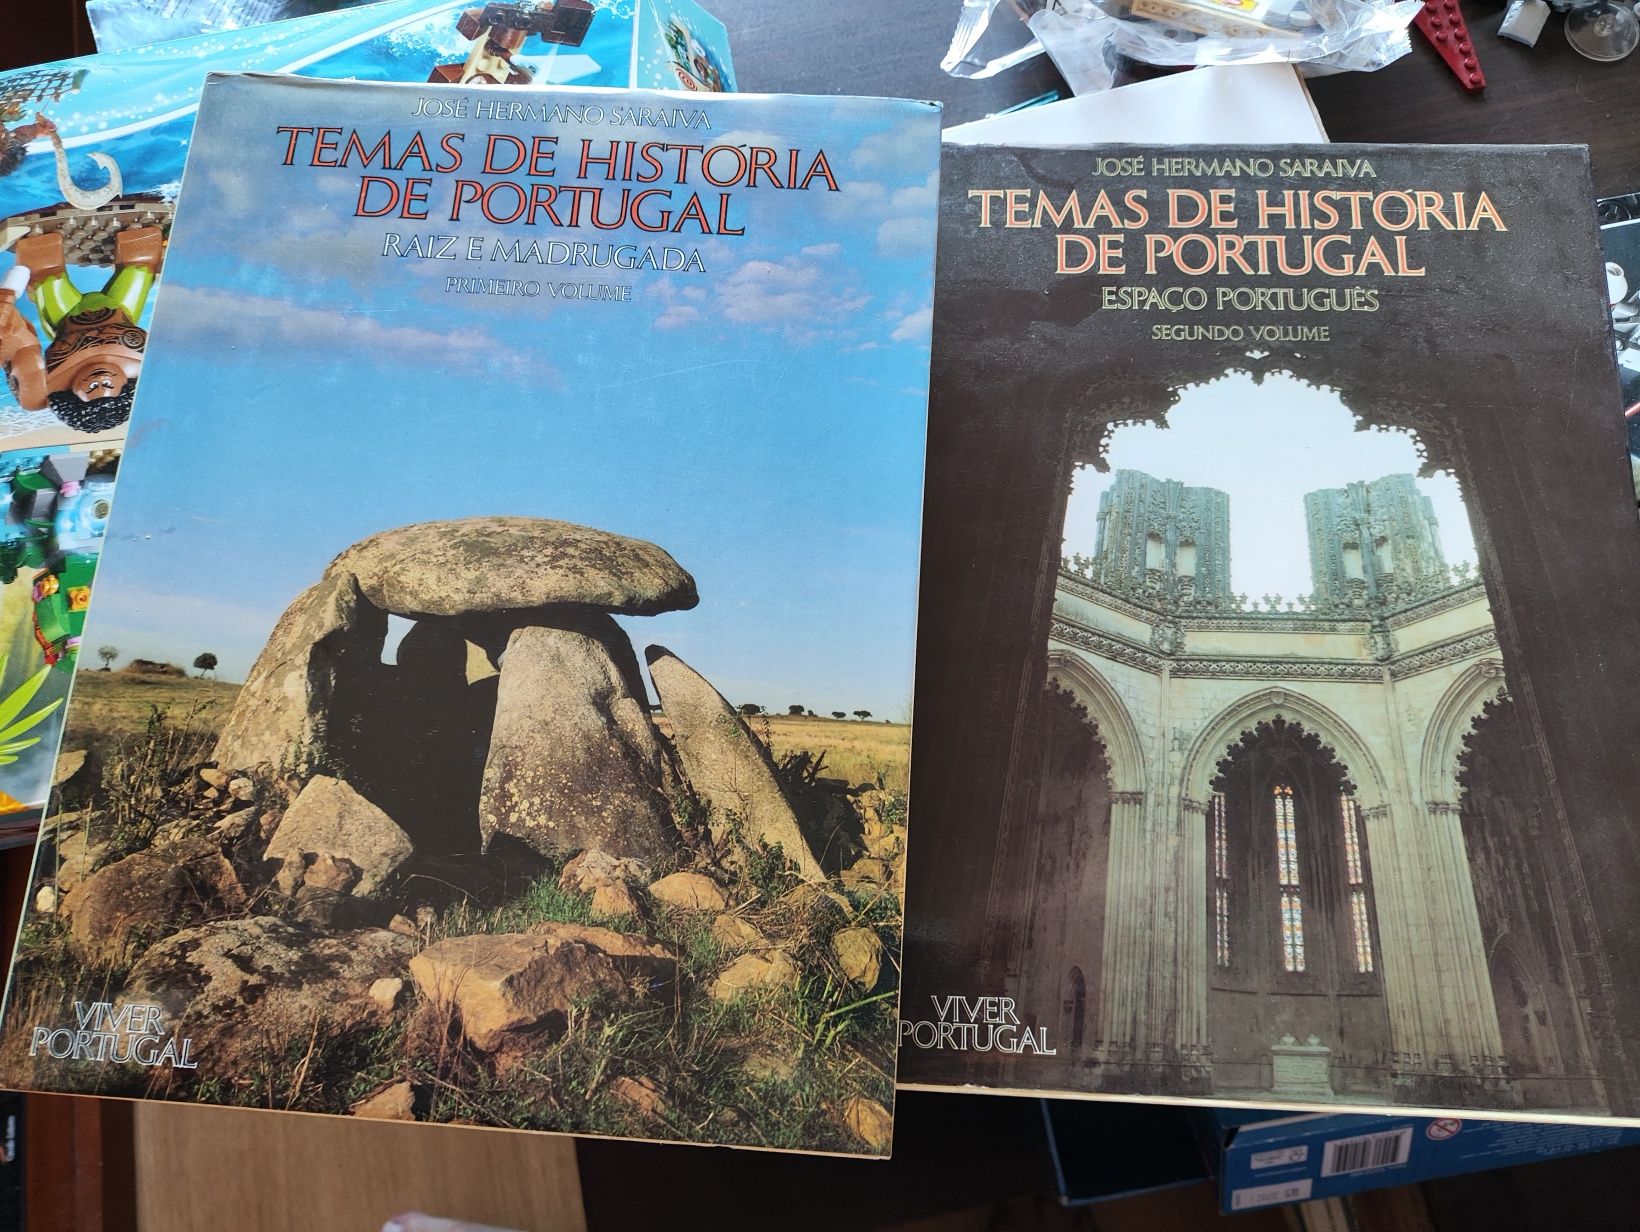 JOSÉ HERMANO SARAIVA
TEMAS DE HISTÓRIA
DE PORTUGAL
RAIZ E MADRUGADA
PRIMEIRO VOLUME
VIVER
PORTUGAL
JOSÉ HERMANO SARAIVA
TEMAS DE HISTÓRIA
DE PORTUGAL
ESPAÇO PORTUGUÊS
SEGUNDO VOLUME
VIVER
PORTUGAL